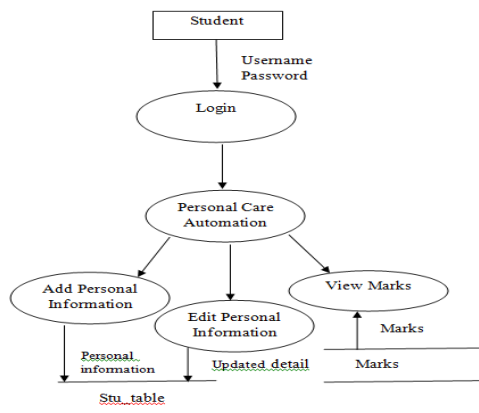 Student
Username
Password
Login
Personal Care
Automation
Add Personal
Information
Edit Personal
Information
View Marks
Marks
Personal
information
Updated detail
Marks
Stu_table